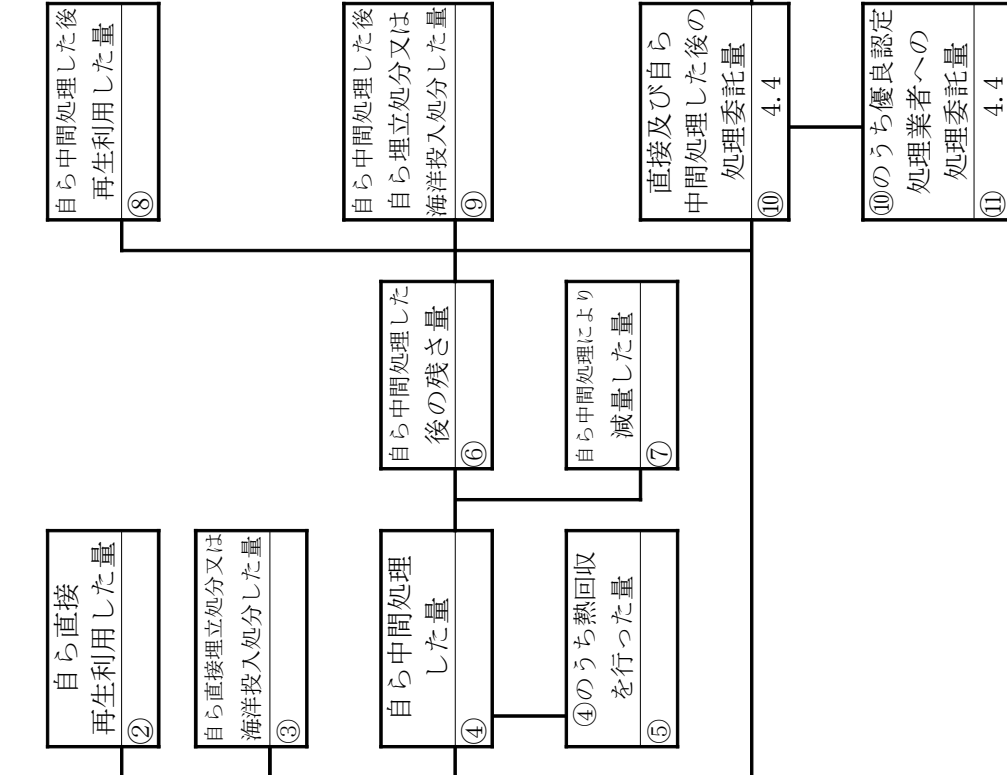 自ら直接
再生利用した量
②
自ら直接埋立処分又は
海洋投入処分した量
③
自ら中間処理
した量
④
④のうち熱回収
を行った量
⑤
自ら中間処理した
後の残さ量
⑥
自ら中間処理により
減量した量
⑦
自ら中間処理した後
再生利用した量
⑧
自ら中間処理した後
自ら埋立処分又は
海洋投入処分した量
⑨
直接及び自ら
中間処理した後の
処理委託量
⑩ 4.4
⑩のうち優良認定
処理業者への
処理委託量
⑪ 4.4